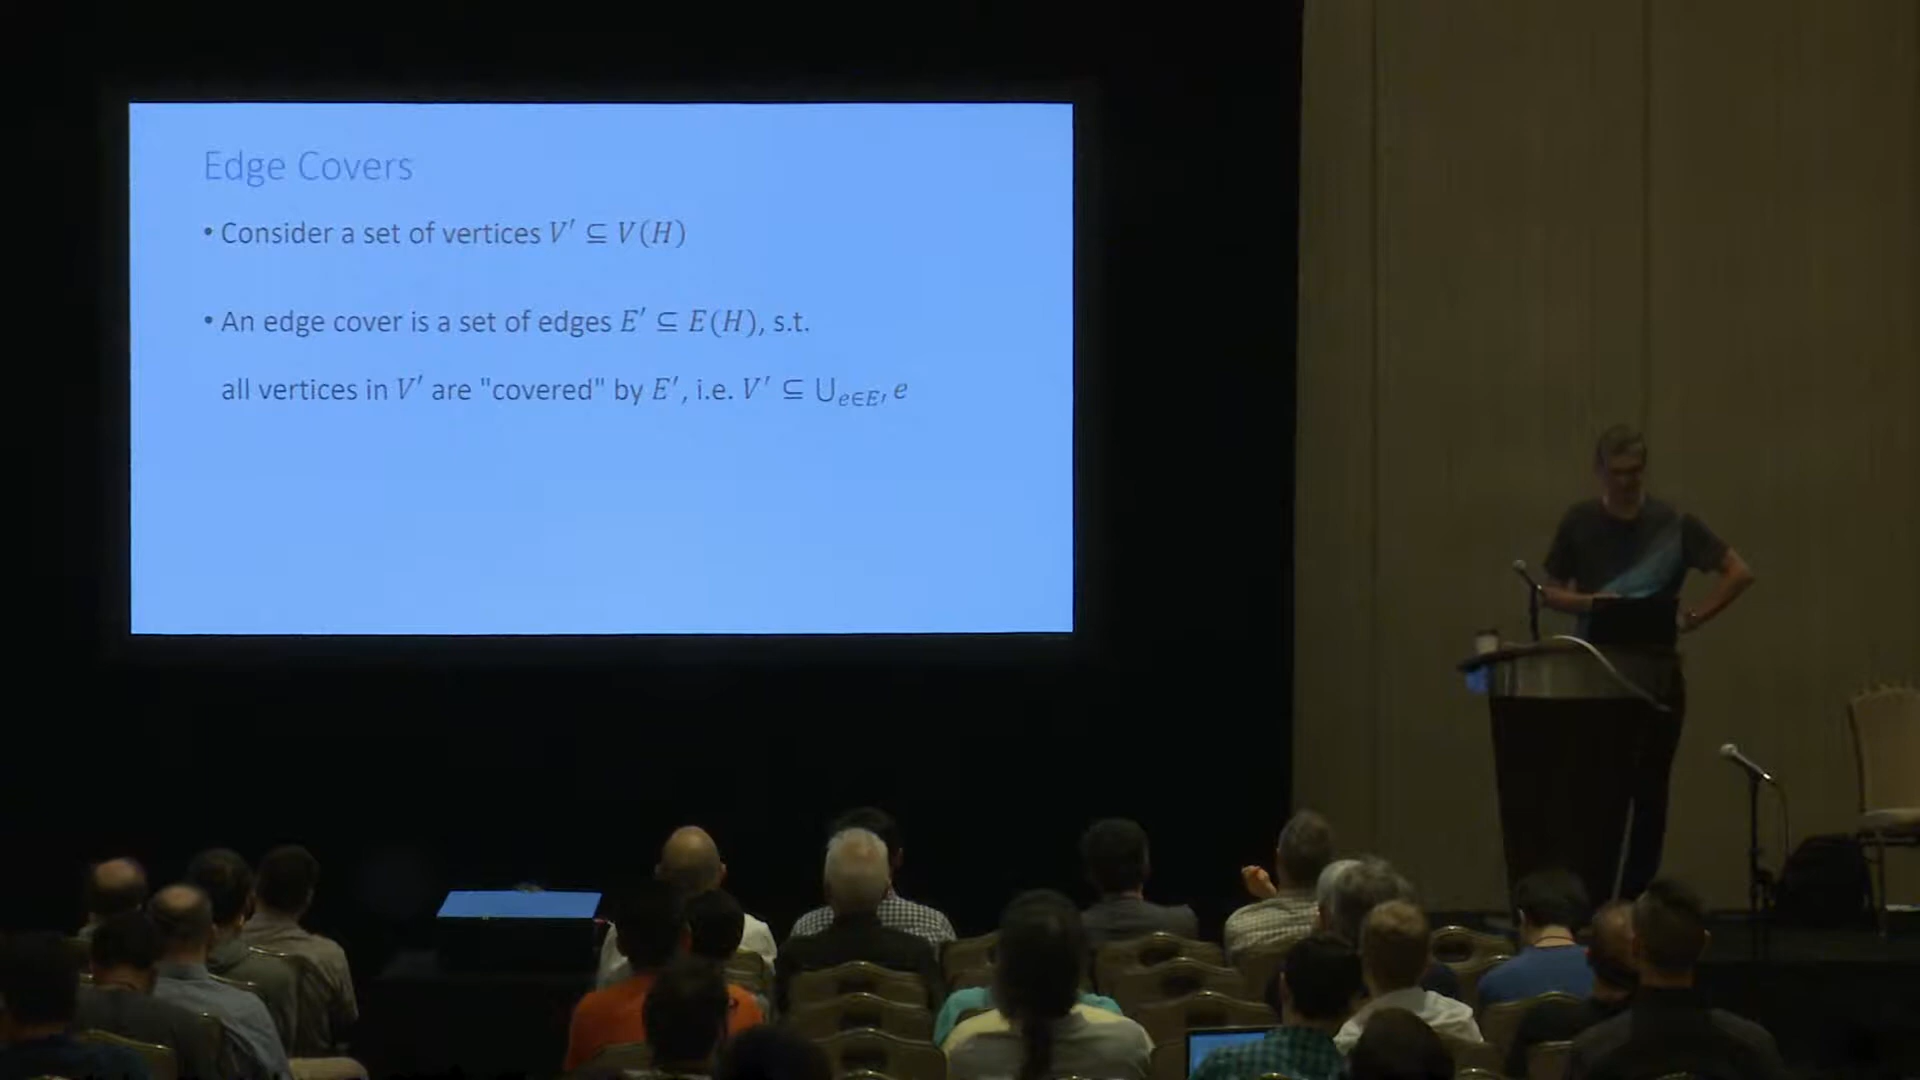 Edge Covers
• Consider a set of vertices V′ ⊆ V(H)
• An edge cover is a set of edges E′ ⊆ E(H), s.t.
all vertices in V′ are "covered" by E′, i.e. V′ ⊆ ⋃e∈E′ e